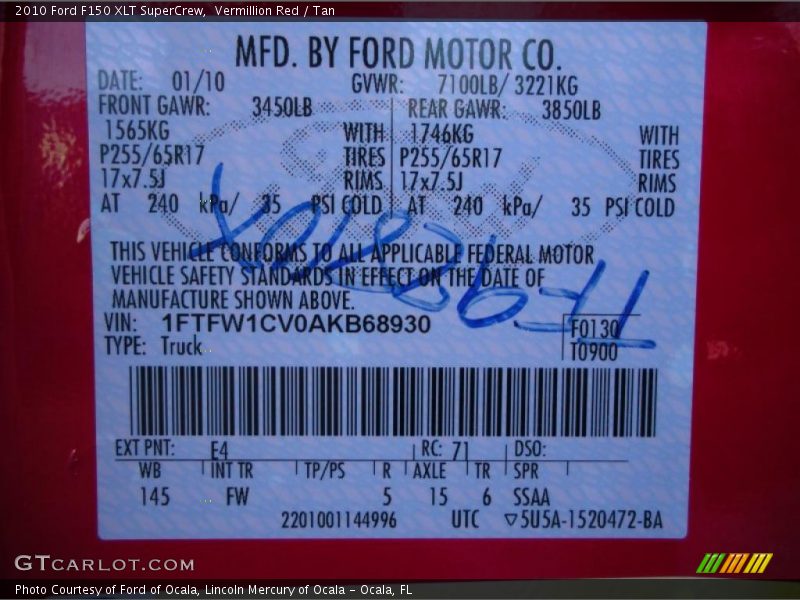 2010 Ford F150 XLT SuperCrew,  Vermillion Red / Tan
MFD. BY FORD MOTOR CO.
DATE: 01/10 GVWR: 7100LB/ 3221KG
FRONT GAWR: 3450LB REAR GAWR: 3850LB
1565KG WITH 1746KG WITH
P255/65R17 TIRES P255/65R17 TIRES
17x7.5J RIMS 17x7.5J RIMS
AT 240 kPa/ 35 PSI COLD AT 240 kPa/ 35 PSI COLD
THIS VEHICLE CONFORMS TO ALL APPLICABLE FEDERAL MOTOR
VEHICLE SAFETY STANDARDS IN EFFECT ON THE DATE OF
MANUFACTURE SHOWN ABOVE.
VIN: 1FTFW1CV0AKB68930 F0130
TYPE: Truck T0900
EXT PNT: E4 RC: 71 DSO:
WB INT TR TP/PS R AXLE TR SPR
145 FW 5 15 6 SSAA
2201001144996 UTC ▽5U5A-1520472-BA
GTCARLOT.COM
Photo Courtesy of Ford of Ocala, Lincoln Mercury of Ocala – Ocala, FL